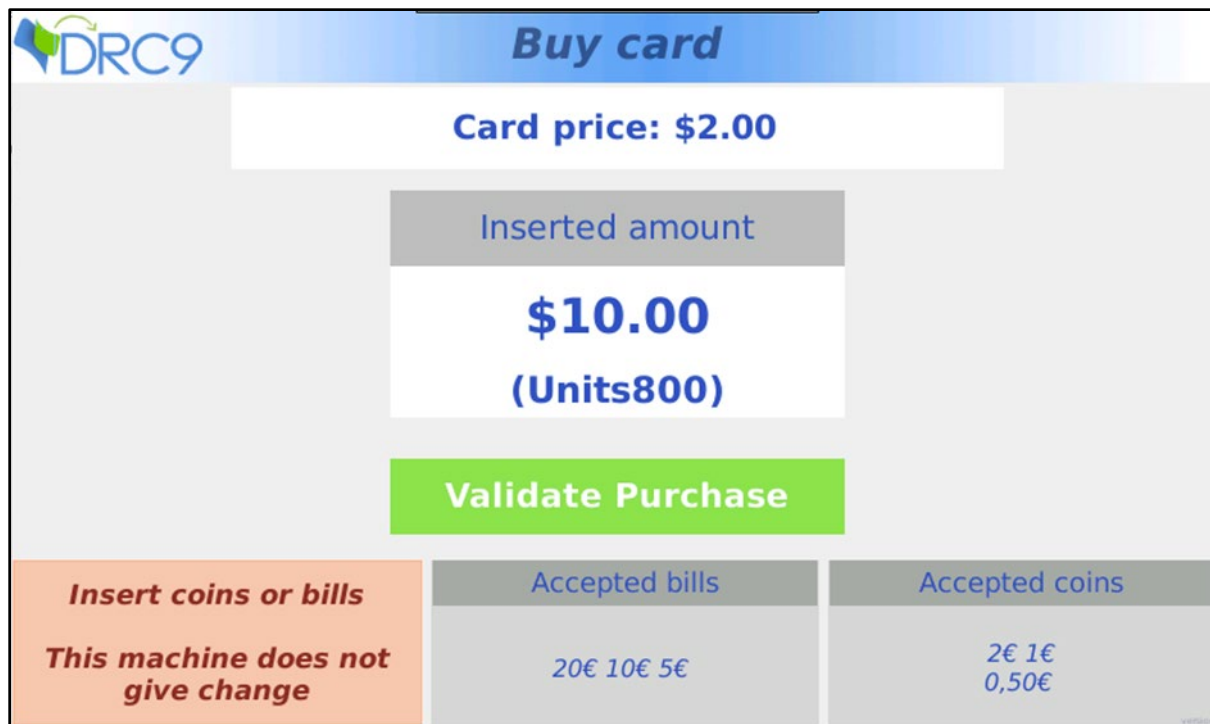 DRC9
Buy card
Card price: $2.00
Inserted amount
$10.00
(Units800)
Validate Purchase
Insert coins or bills
This machine does not
give change
Accepted bills
20€ 10€ 5€
Accepted coins
2€ 1€
0,50€